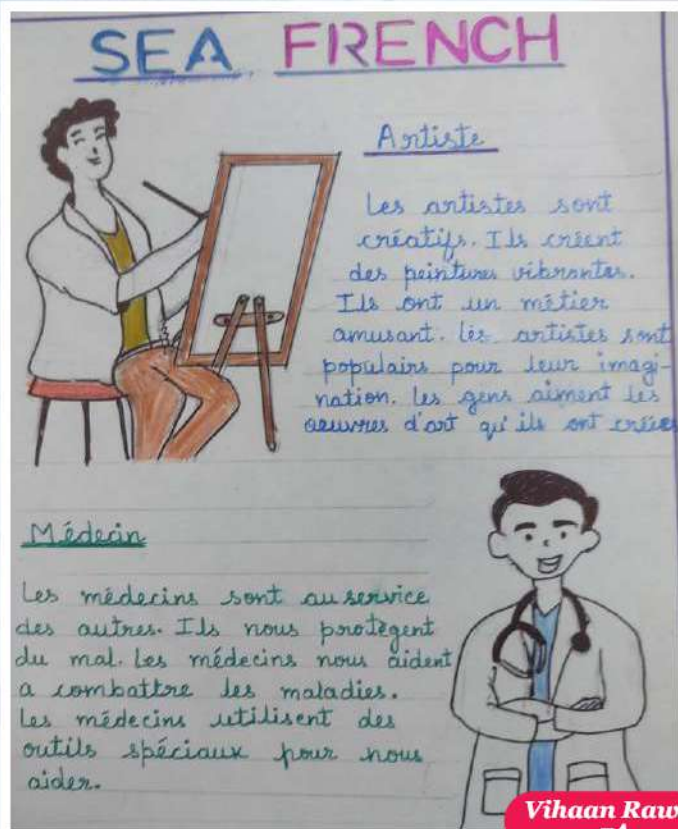 SEA FRENCH
Artiste
Les artistes sont
créatifs. Ils créent
des peintures vibrantes.
Ils ont un métier
amusant. Les artistes sont
populairs pour leur imagi-
nation. Les gens aiment les
oeuvres d'art qu'ils ont créées
Médecin
Les médecins sont au service
des autres. Ils nous protègent
du mal. Les médecins nous aident
a combattre les maladies.
Les médecins utilisent des
outils spéciaux pour nous
aider.
Vihaan Raw